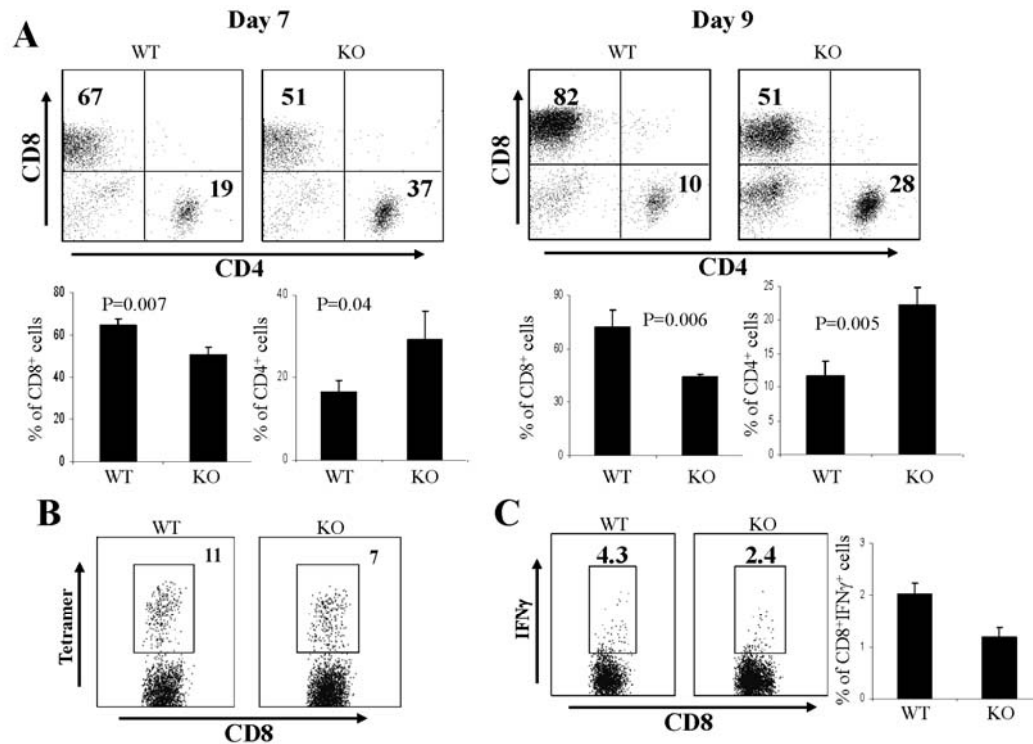 A
Day 7
Day 9
WT
KO
WT
KO
CD8
67
19
51
37
CD4
CD8
82
10
51
28
CD4
% of CD8+ cells
80
60
40
20
0
P=0.007
WT
KO
% of CD4+ cells
40
20
0
P=0.04
WT
KO
% of CD8+ cells
90
60
30
0
P=0.006
WT
KO
% of CD4+ cells
25
20
15
10
5
0
P=0.005
WT
KO
B
WT
KO
Tetramer
11
7
CD8
C
WT
KO
IFNγ
4.3
2.4
CD8
% of CD8+IFNγ+ cells
3
2
1
0
WT
KO